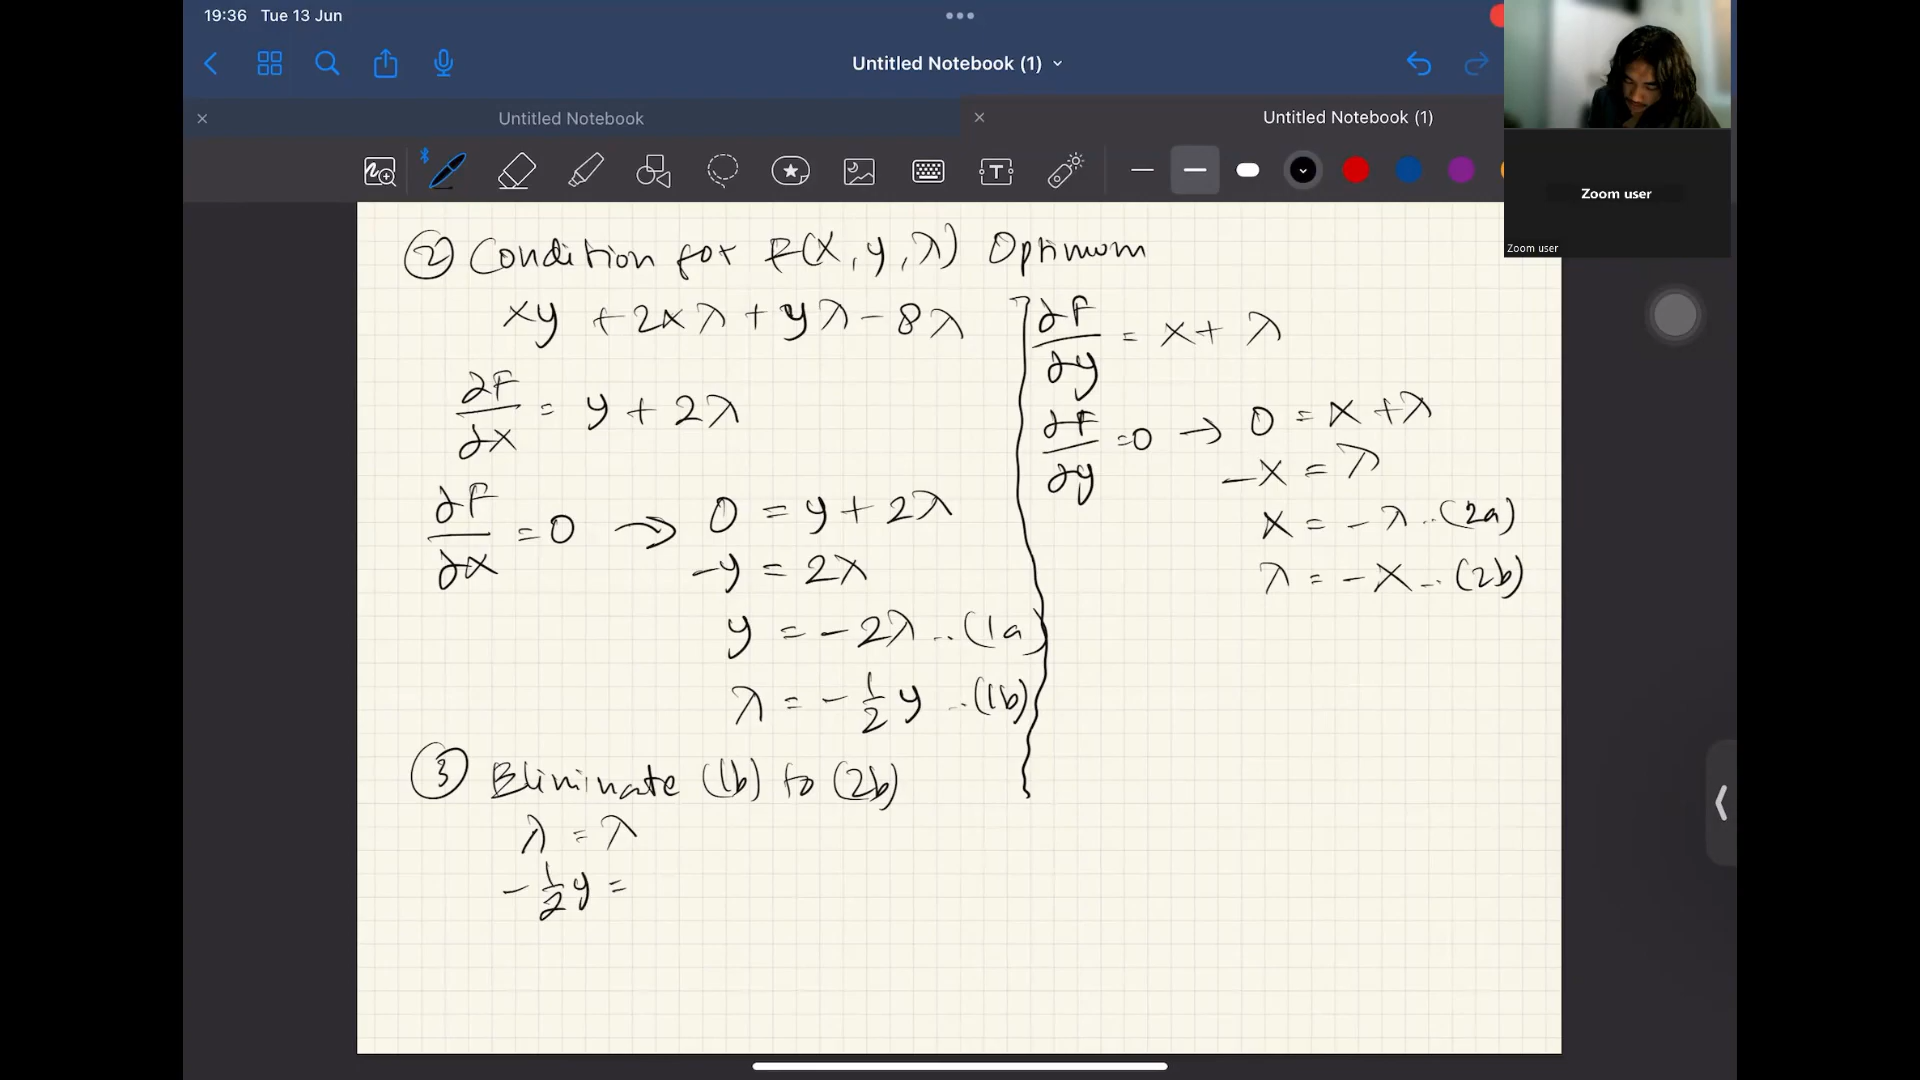 19:36 Tue 13 Jun
Untitled Notebook (1)
Untitled Notebook
Untitled Notebook (1)
T
Zoom user
Zoom user
② Condition for F(x, y, λ) Optimum
xy + 2xλ + yλ - 8λ
∂F/∂x = y + 2λ
∂F/∂x = 0 → 0 = y + 2λ
-y = 2λ
y = -2λ ..(1a)
λ = -1/2 y ..(1b)
∂F/∂y = x + λ
∂F/∂y = 0 → 0 = x + λ
-x = λ
x = -λ ..(2a)
λ = -x ..(2b)
③ Eliminate (1b) to (2b)
λ = λ
-1/2 y =